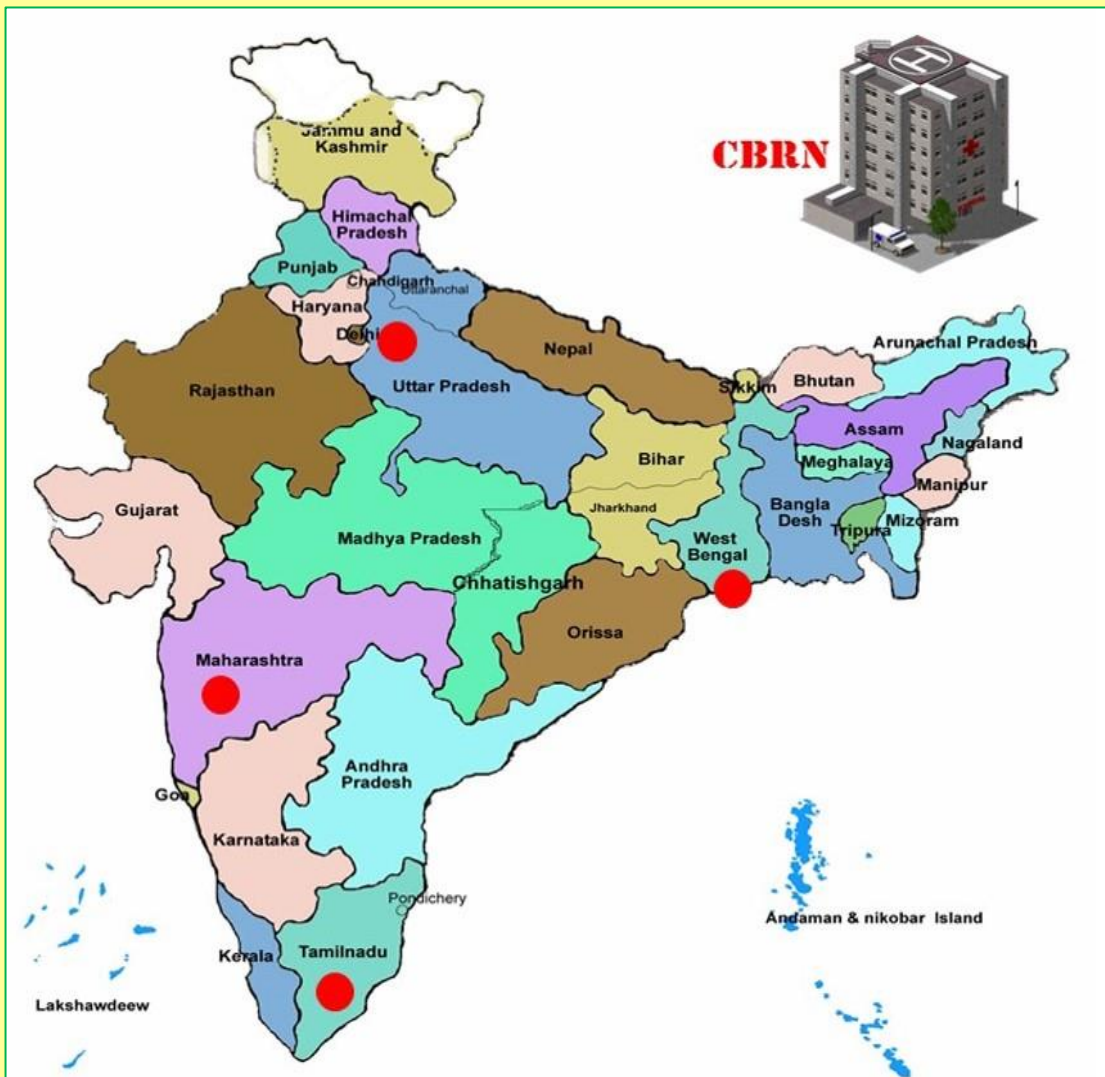 Jammu and
Kashmir
CBRN
Himachal
Pradesh
Punjab
Chandigarh
Uttaranchal
Haryana
Delhi
Nepal
Arunachal Pradesh
Rajasthan
Uttar Pradesh
Sikkim
Bhutan
Assam
Nagaland
Bihar
Meghalaya
Manipur
Gujarat
Jharkhand
Bangla
Desh
Tripura
Mizoram
Madhya Pradesh
West
Bengal
Chhatishgarh
Orissa
Maharashtra
Andhra
Pradesh
Goa
Karnataka
Pondichery
Andaman & nikobar Island
Kerala
Tamilnadu
Lakshawdeew
H